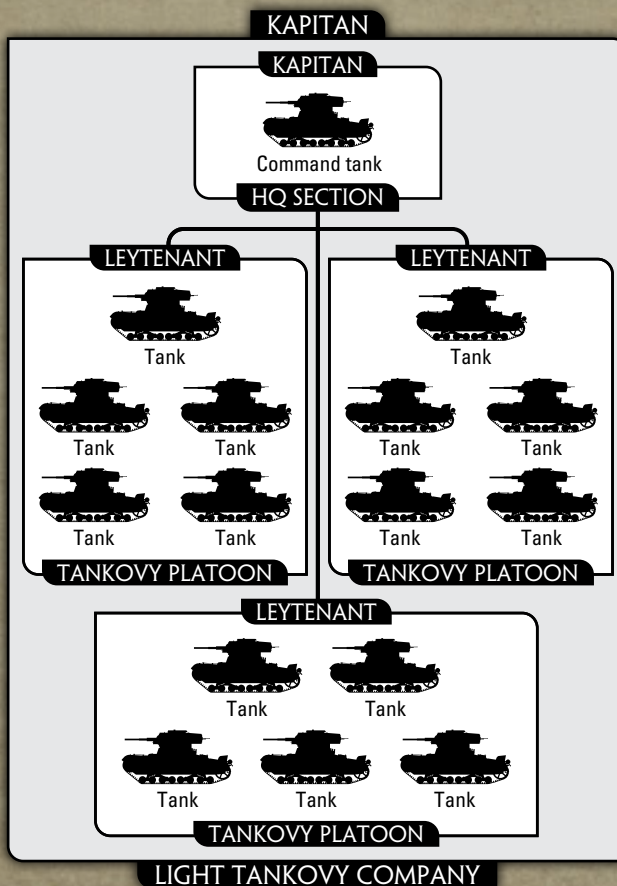 KAPITAN
KAPITAN
Command tank
HQ SECTION
LEYTENANT
Tank
Tank Tank
Tank Tank
TANKOVY PLATOON
LEYTENANT
Tank
Tank Tank
Tank Tank
TANKOVY PLATOON
LEYTENANT
Tank Tank
Tank Tank Tank
TANKOVY PLATOON
LIGHT TANKOVY COMPANY